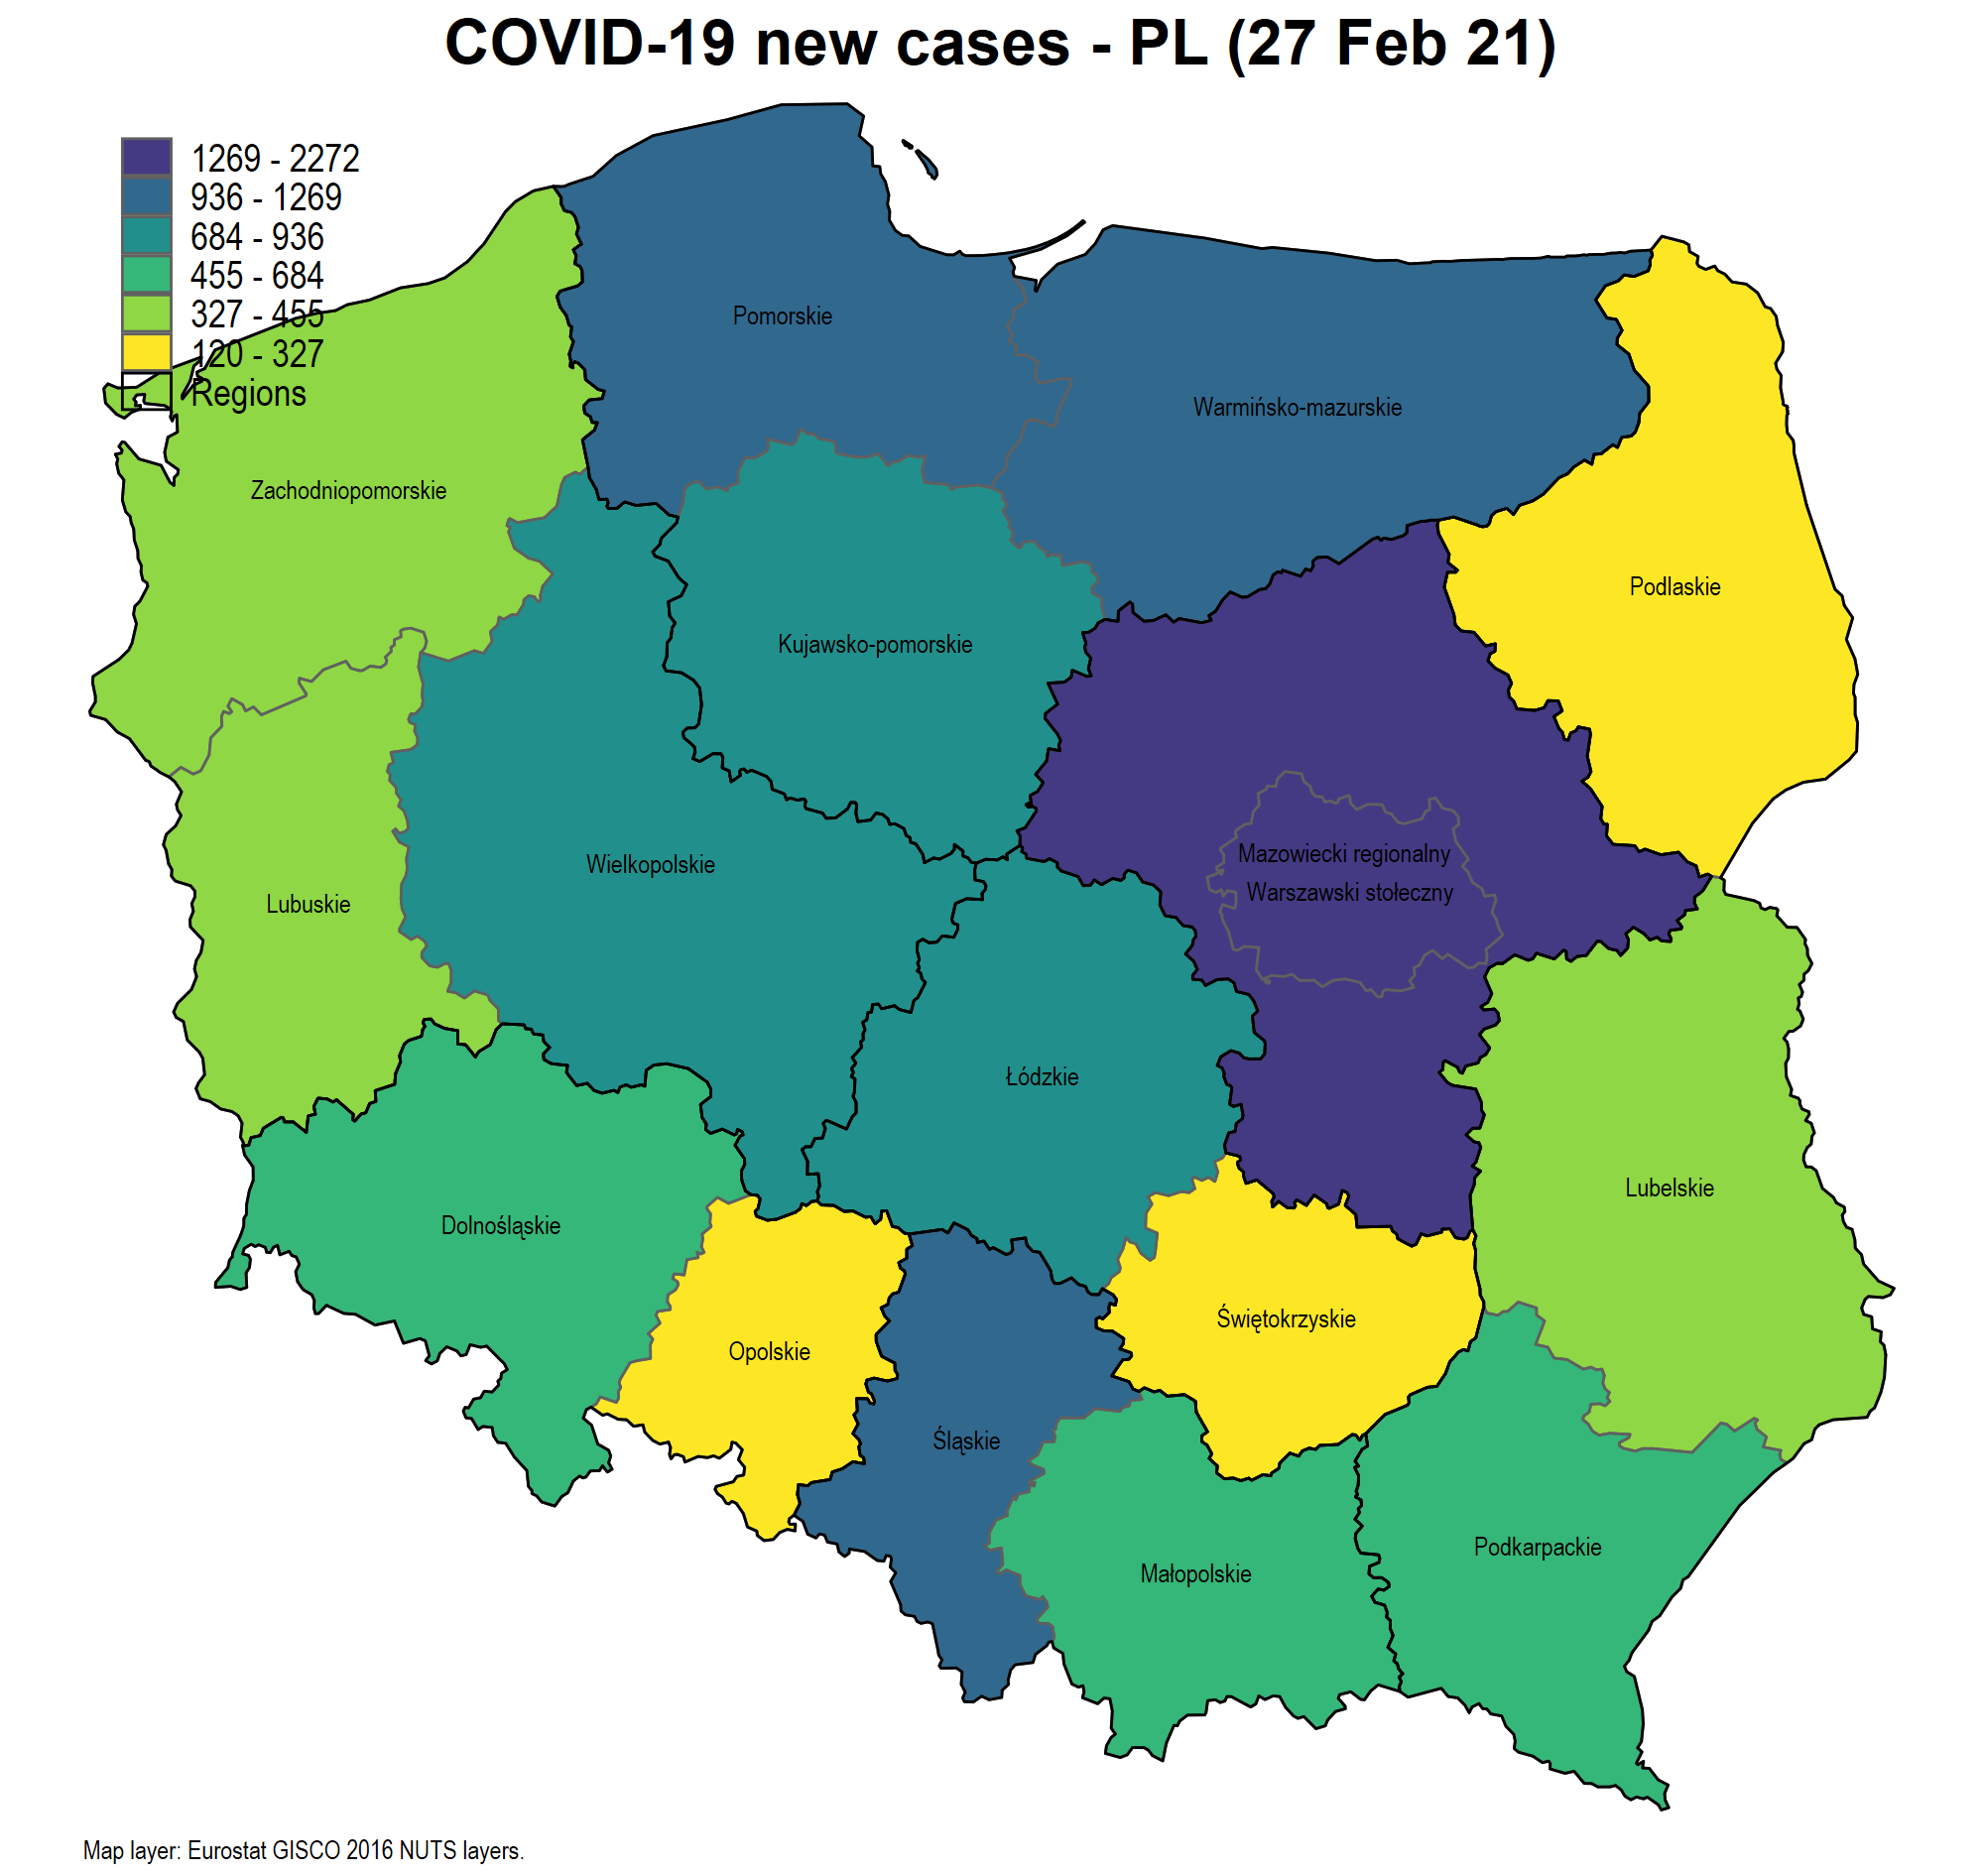 COVID-19 new cases - PL (27 Feb 21)
1269 - 2272
936 - 1269
684 - 936
455 - 684
327 - 455
120 - 327
Regions
Pomorskie
Warmińsko-mazurskie
Zachodniopomorskie
Podlaskie
Kujawsko-pomorskie
Mazowiecki regionalny
Wielkopolskie
Warszawski stołeczny
Lubuskie
Łódzkie
Lubelskie
Dolnośląskie
Świętokrzyskie
Opolskie
Śląskie
Podkarpackie
Małopolskie
Map layer: Eurostat GISCO 2016 NUTS layers.